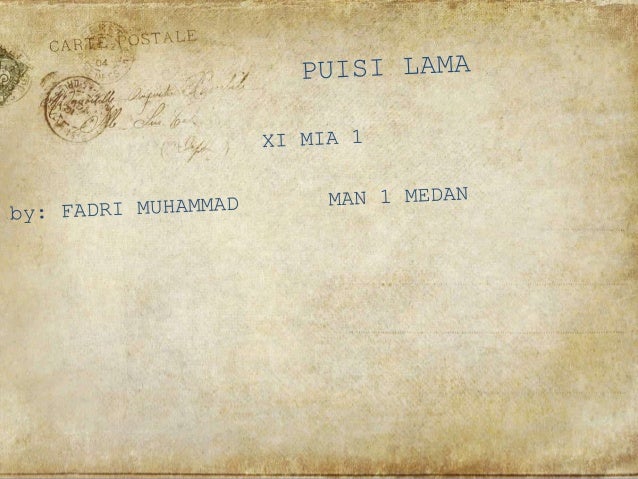 CARTE POSTALE
PUISI LAMA
XI MIA 1
by: FADRI MUHAMMAD
MAN 1 MEDAN